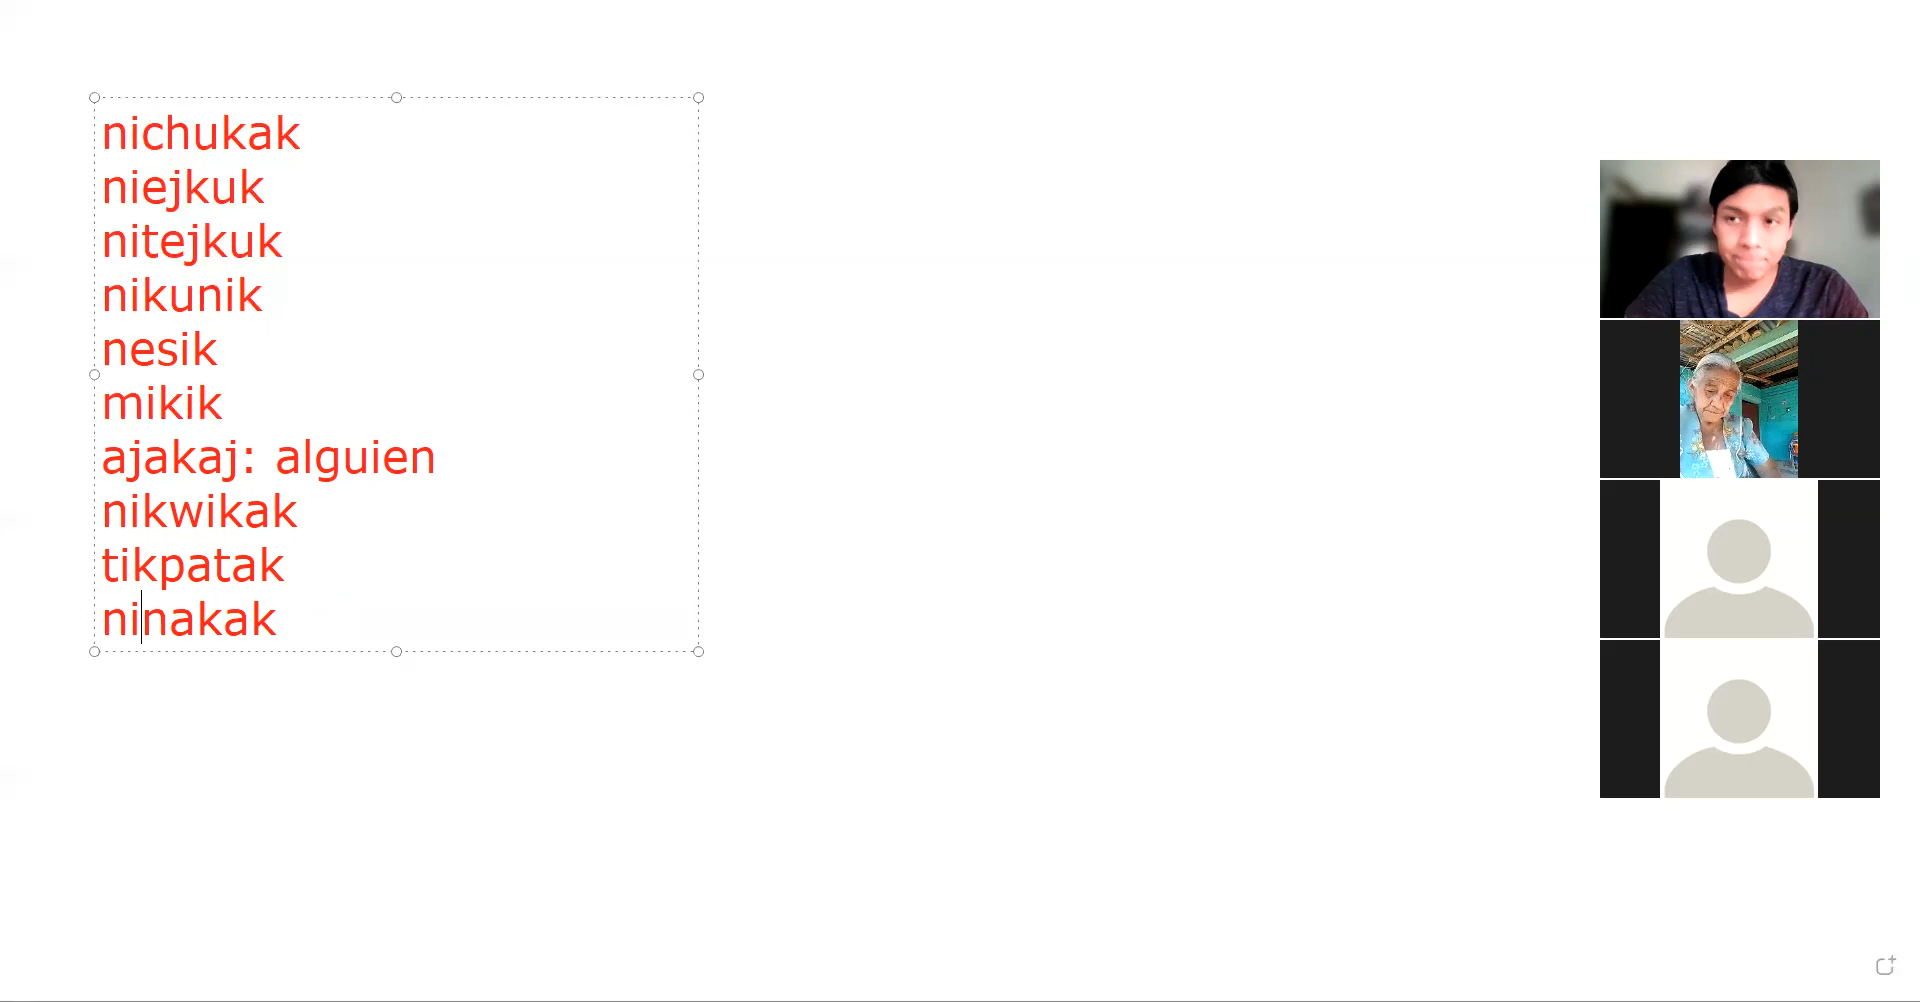 nichukak
niejkuk
nitejkuk
nikunik
nesik
mikik
ajakaj: alguien
nikwikak
tikpatak
ninakak